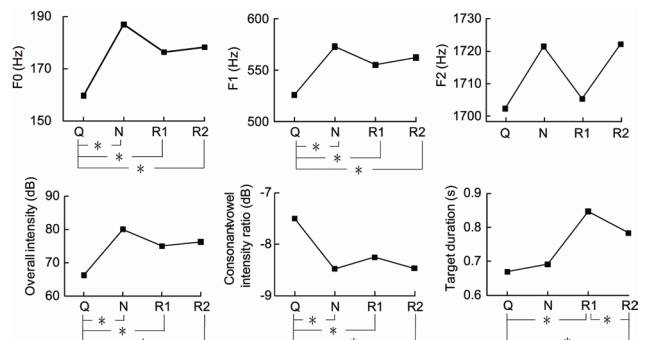 F0 (Hz)
190
170
150
Q N R1 R2
*
*
*
F1 (Hz)
600
550
500
Q N R1 R2
*
*
*
F2 (Hz)
1730
1720
1710
1700
Q N R1 R2
Overall intensity (dB)
90
80
70
60
Q N R1 R2
*
*
*
Consonantvowel
intensity ratio (dB)
-7
-8
-9
Q N R1 R2
*
*
*
Target duration (s)
0.9
0.8
0.7
0.6
Q N R1 R2
* *
*